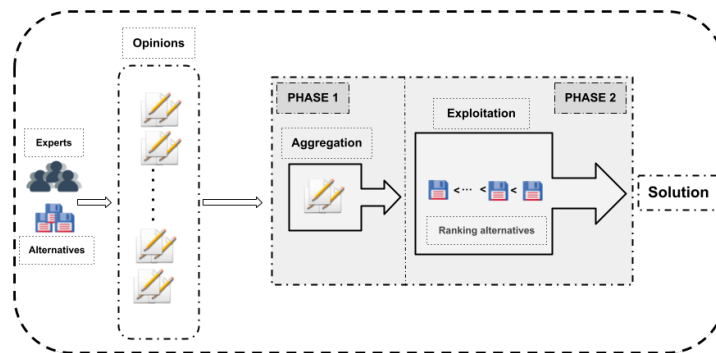 Opinions
Experts
Alternatives
PHASE 1
Aggregation
PHASE 2
Exploitation
< ··· < <
Ranking alternatives
Solution